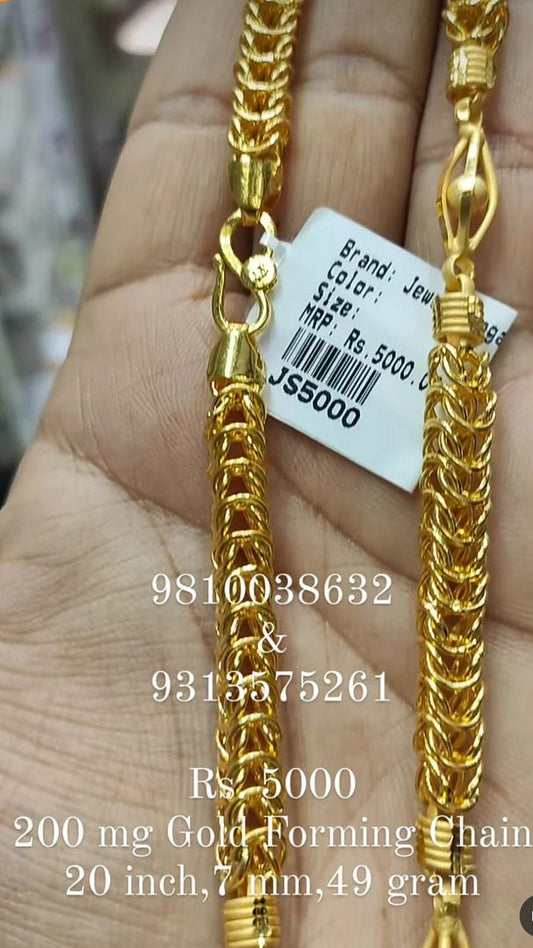 Brand: Jew
Color:
Size:
MRP: Rs.5000.0
JS5000
9810038632
&
9313575261
Rs. 5000
200 mg Gold Forming Chain
20 inch,7 mm,49 gram